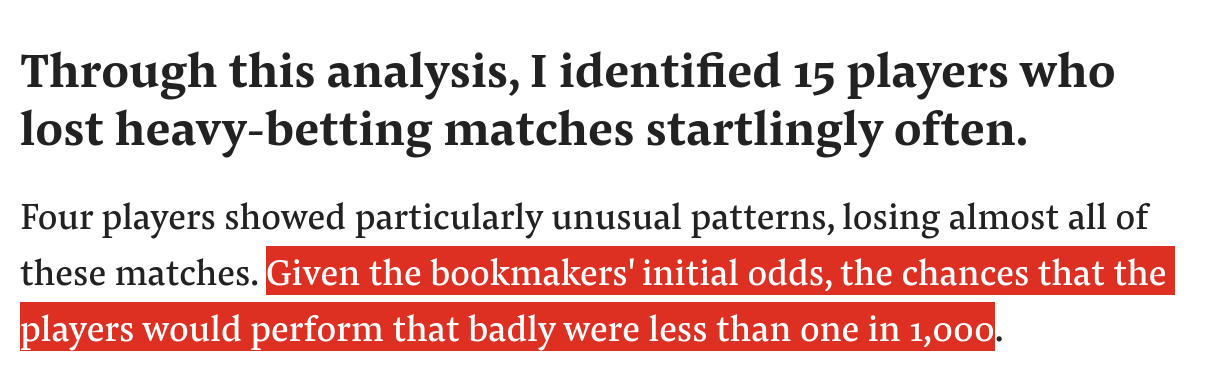 Through this analysis, I identified 15 players who
lost heavy-betting matches startlingly often.
Four players showed particularly unusual patterns, losing almost all of
these matches. Given the bookmakers' initial odds, the chances that the
players would perform that badly were less than one in 1,000.